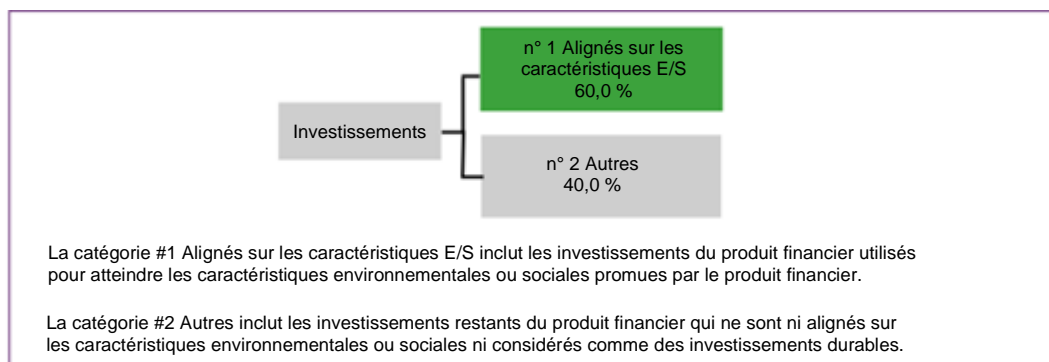 n° 1 Alignés sur les
caractéristiques E/S
60,0 %
Investissements
n° 2 Autres
40,0 %
La catégorie #1 Alignés sur les caractéristiques E/S inclut les investissements du produit financier utilisés
pour atteindre les caractéristiques environnementales ou sociales promues par le produit financier.
La catégorie #2 Autres inclut les investissements restants du produit financier qui ne sont ni alignés sur
les caractéristiques environnementales ou sociales ni considérés comme des investissements durables.